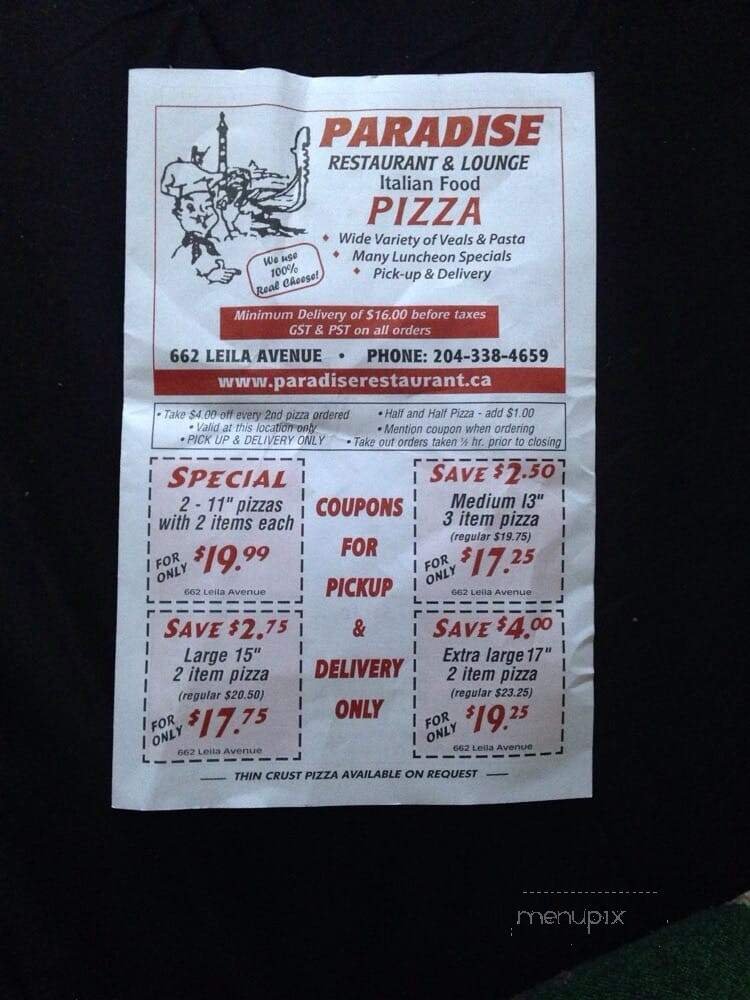 PARADISE
RESTAURANT & LOUNGE
Italian Food
PIZZA
Wide Variety of Veals & Pasta
Many Luncheon Specials
Pick-up & Delivery
We use
100%
Real Cheese!
Minimum Delivery of $16.00 before taxes
GST & PST on all orders
662 LEILA AVENUE • PHONE: 204-338-4659
www.paradiserestaurant.ca
• Take $4.00 off every 2nd pizza ordered
• Valid at this location only
• PICK UP & DELIVERY ONLY
• Half and Half Pizza - add $1.00
• Mention coupon when ordering
• Take out orders taken ½ hr. prior to closing
SPECIAL
2 - 11" pizzas
with 2 items each
FOR ONLY $19.99
662 Leila Avenue
COUPONS
FOR
PICKUP
&
DELIVERY
ONLY
SAVE $2.50
Medium 13"
3 item pizza
(regular $19.75)
FOR ONLY $17.25
662 Leila Avenue
SAVE $2.75
Large 15"
2 item pizza
(regular $20.50)
FOR ONLY $17.75
662 Leila Avenue
SAVE $4.00
Extra large 17"
2 item pizza
(regular $23.25)
FOR ONLY $19.25
662 Leila Avenue
THIN CRUST PIZZA AVAILABLE ON REQUEST
menupix